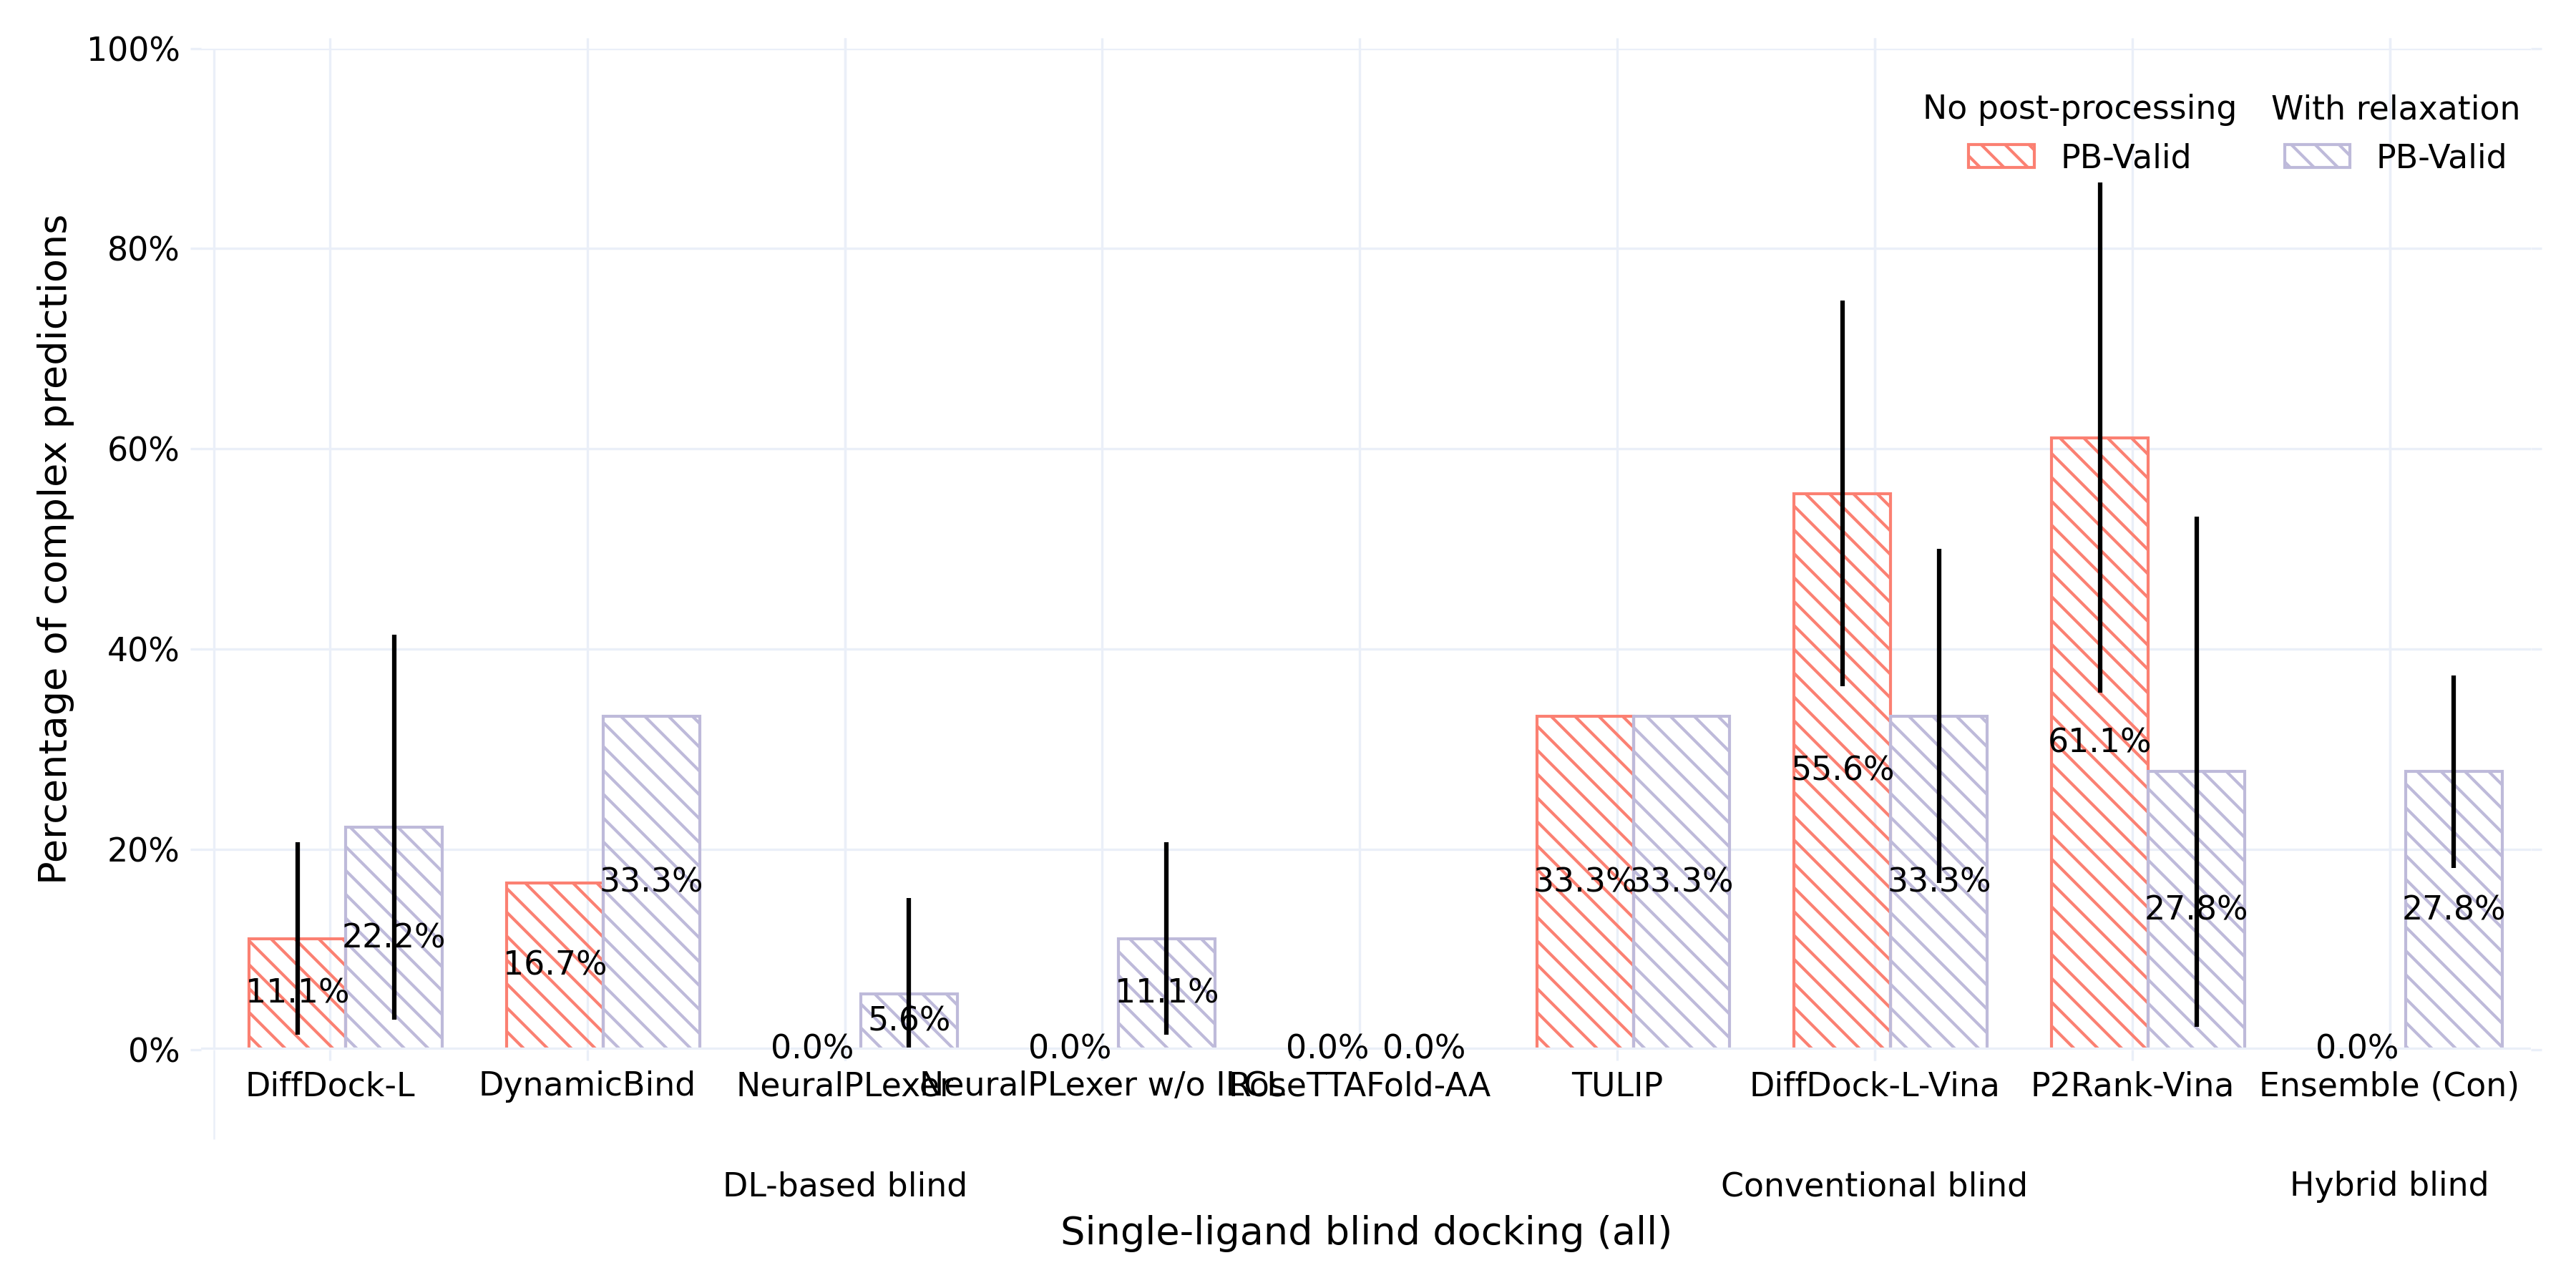 100%
80%
60%
40%
20%
0%
Percentage of complex predictions
No post-processing With relaxation
PB-Valid PB-Valid
11.1% 22.2% 16.7% 33.3% 0.0% 5.6% 0.0% 11.1% 0.0% 0.0% 33.3% 33.3% 55.6% 33.3% 61.1% 27.8% 0.0% 27.8%
DiffDock-L DynamicBind NeuralPLexer NeuralPLexer w/o ILCL RoseTTAFold-AA TULIP DiffDock-L-Vina P2Rank-Vina Ensemble (Con)
DL-based blind Conventional blind Hybrid blind
Single-ligand blind docking (all)